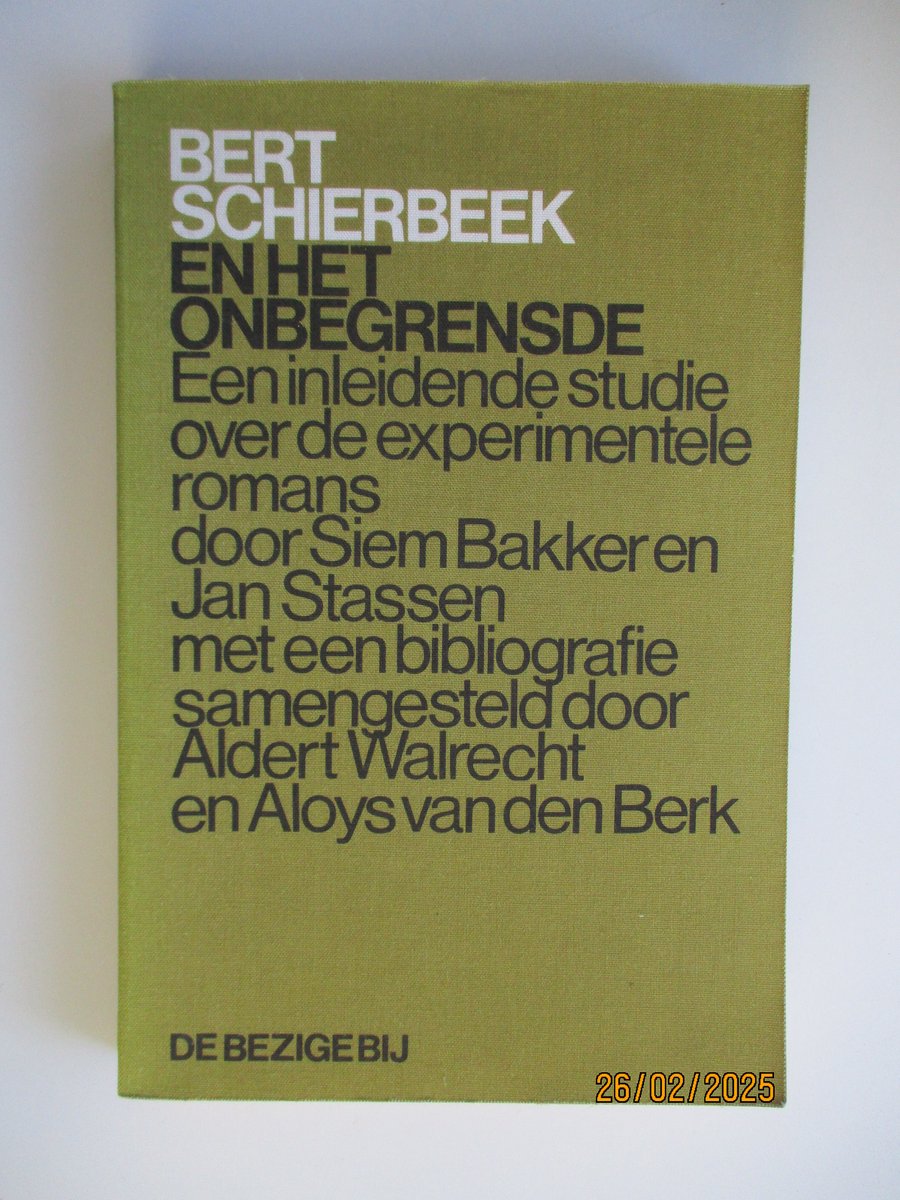 BERT
SCHIERBEEK
EN HET
ONBEGRENSDE
Een inleidende studie
over de experimentele
romans
door Siem Bakker en
Jan Stassen
met een bibliografie
samengesteld door
Aldert Walrecht
en Aloys van den Berk
DE BEZIGE BIJ
26/02/2025